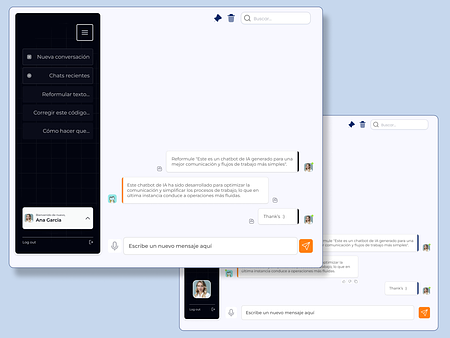 Buscar...
Nueva conversación
Chats recientes
Reformular texto...
Corregir este código...
Cómo hacer que...
Reformule "Este es un chatbot de IA generado para una
mejor comunicación y flujos de trabajo más simples".
Este chatbot de IA ha sido desarrollado para optimizar la
comunicación y simplificar los procesos de trabajo, lo que en
última instancia conduce a operaciones más fluidas.
Thank's :)
Bienvenido de nuevo,
Ana García
Log out
Escribe un nuevo mensaje aquí
Buscar...
Reformule "Este es un chatbot de IA generado para una
mejor comunicación y flujos de trabajo más simples".
optimizar la
trabajo, lo que en
última instancia conduce a operaciones más fluidas.
Thank's :)
Log out
Escribe un nuevo mensaje aquí